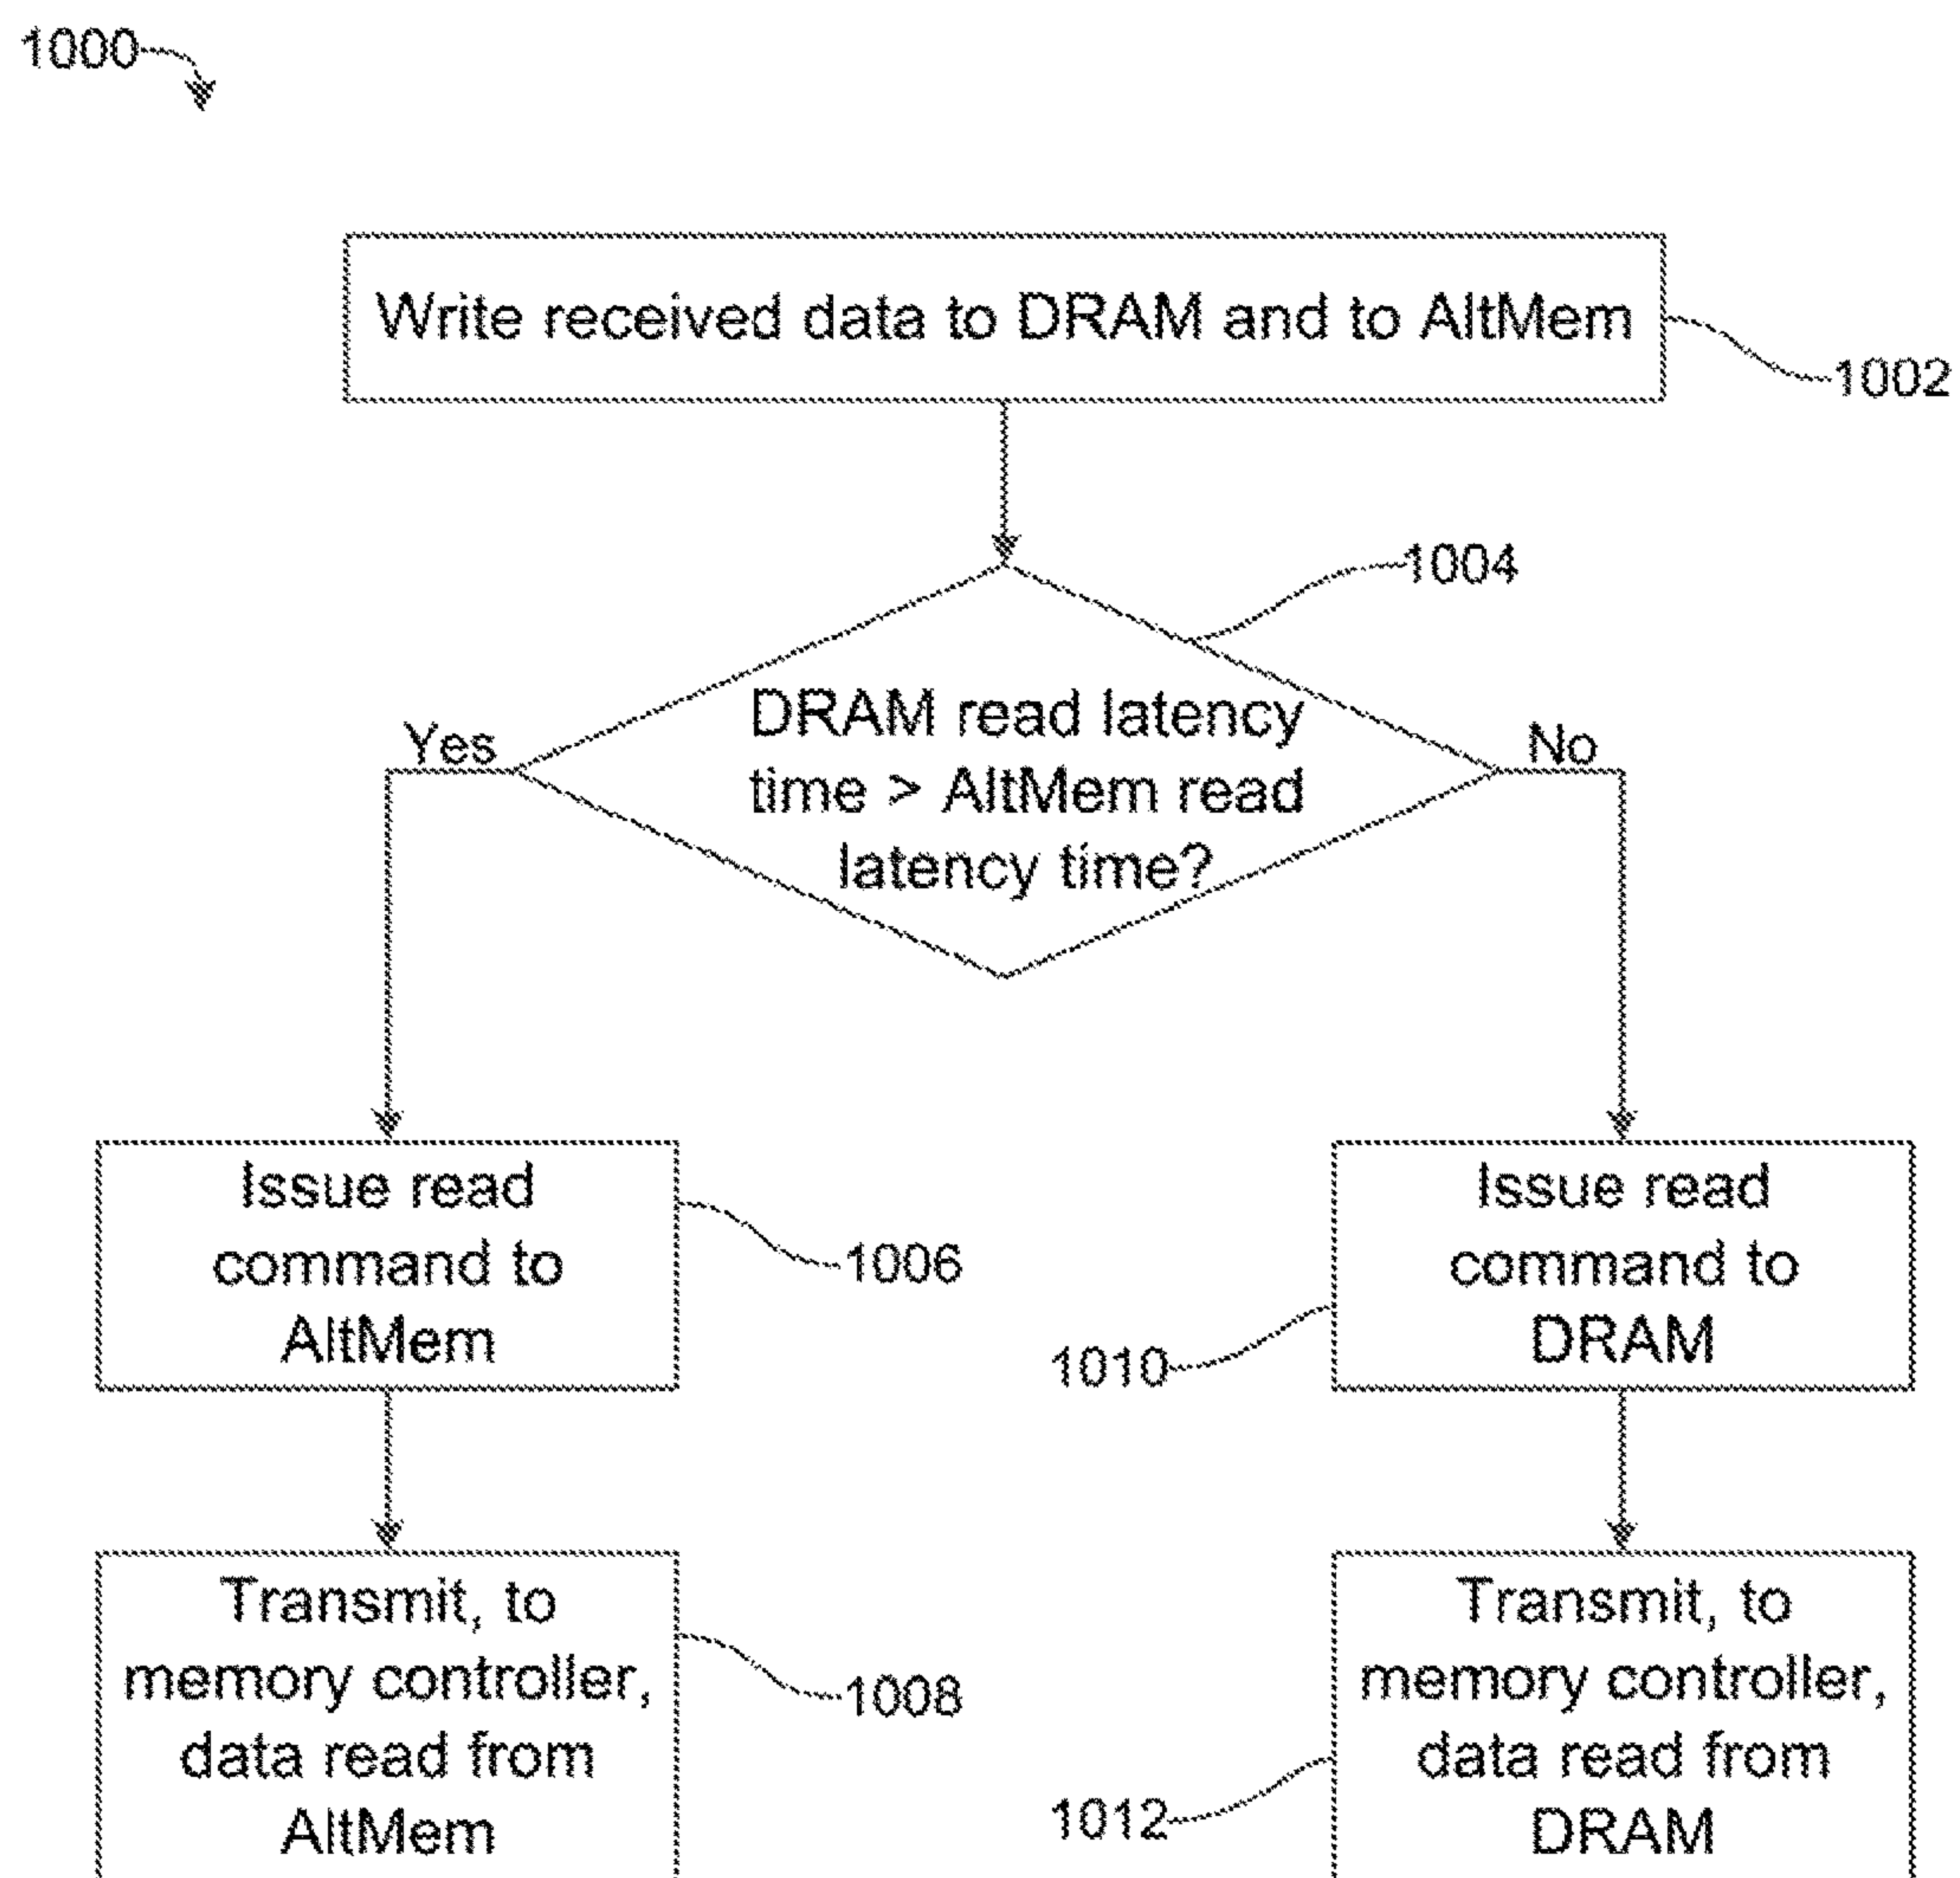 1000
Write received data to DRAM and to AltMem
1002
1004
DRAM read latency
time > AltMem read
latency time?
Yes
No
Issue read
command to
AltMem
1006
Issue read
command to
DRAM
1010
Transmit, to
memory controller,
data read from
AltMem
1008
Transmit, to
memory controller,
data read from
DRAM
1012